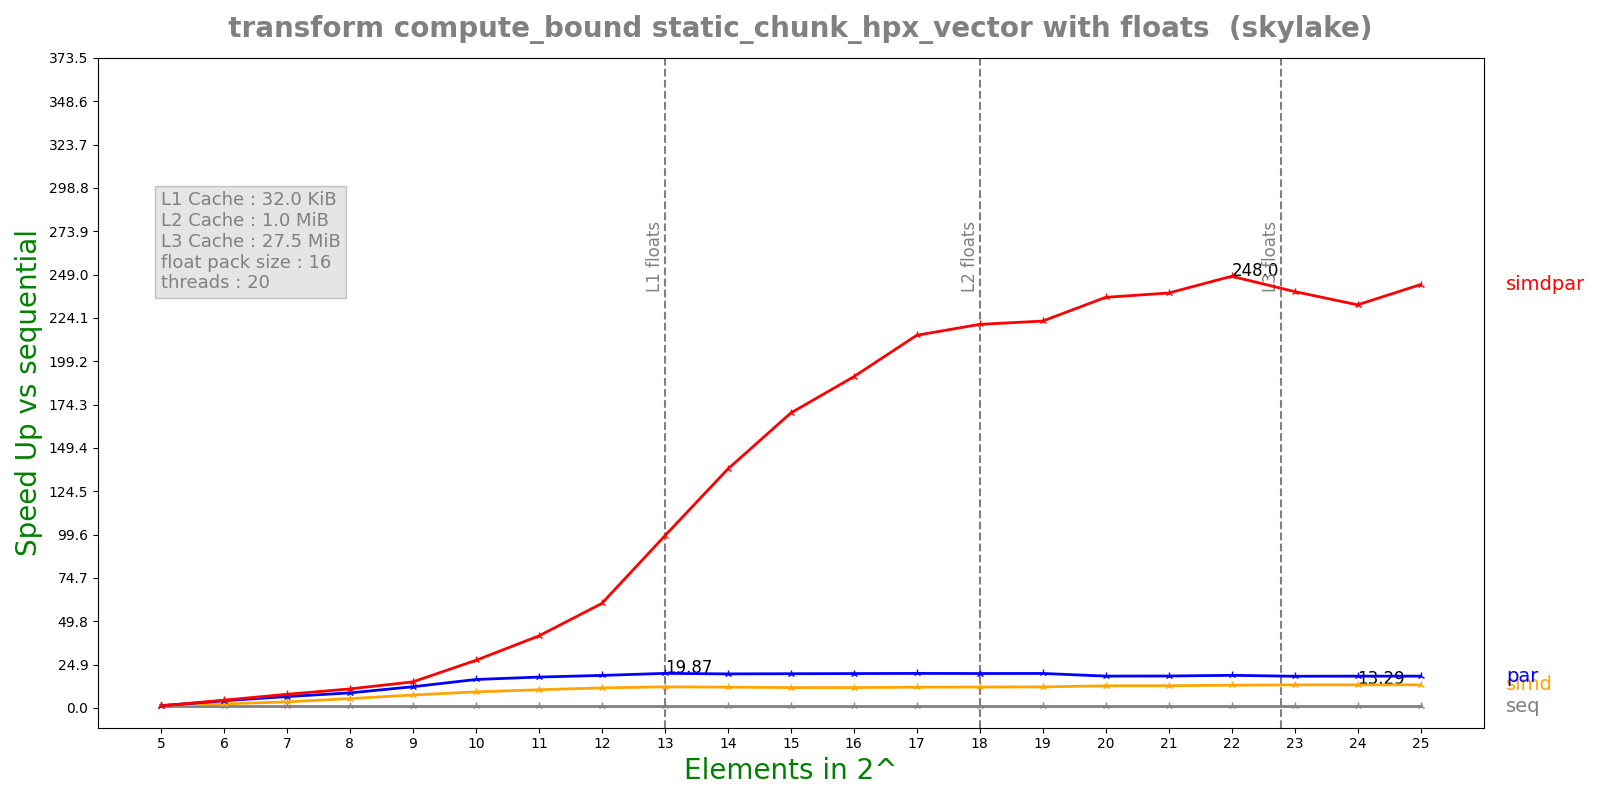 transform compute_bound static_chunk_hpx_vector with floats (skylake)
373.5
348.6
323.7
298.8
273.9
249.0
224.1
199.2
174.3
149.4
124.5
99.6
74.7
49.8
24.9
0.0
Speed Up vs sequential
L1 Cache : 32.0 KiB
L2 Cache : 1.0 MiB
L3 Cache : 27.5 MiB
float pack size : 16
threads : 20
L1 floats
L2 floats
L3 floats
248.0
19.87
13.29
simdpar
par
simd
seq
5 6 7 8 9 10 11 12 13 14 15 16 17 18 19 20 21 22 23 24 25
Elements in 2^